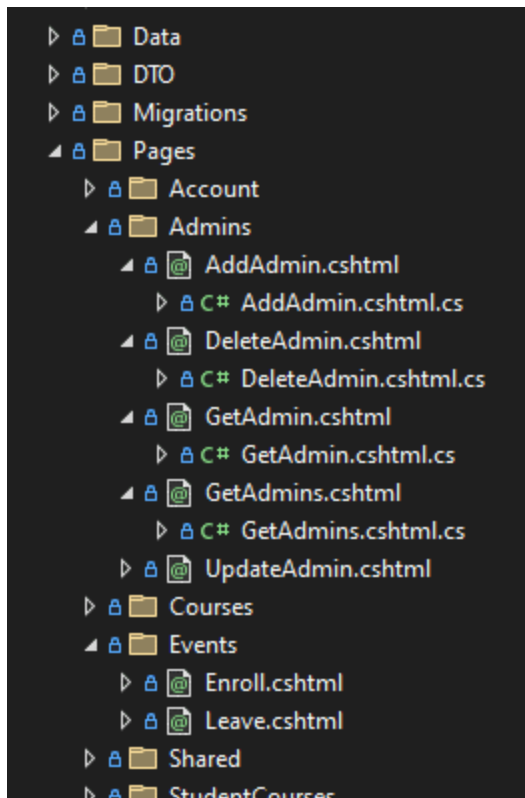 Data
DTO
Migrations
Pages
Account
Admins
AddAdmin.cshtml
C# AddAdmin.cshtml.cs
DeleteAdmin.cshtml
C# DeleteAdmin.cshtml.cs
GetAdmin.cshtml
C# GetAdmin.cshtml.cs
GetAdmins.cshtml
C# GetAdmins.cshtml.cs
UpdateAdmin.cshtml
Courses
Events
Enroll.cshtml
Leave.cshtml
Shared
StudentCourses